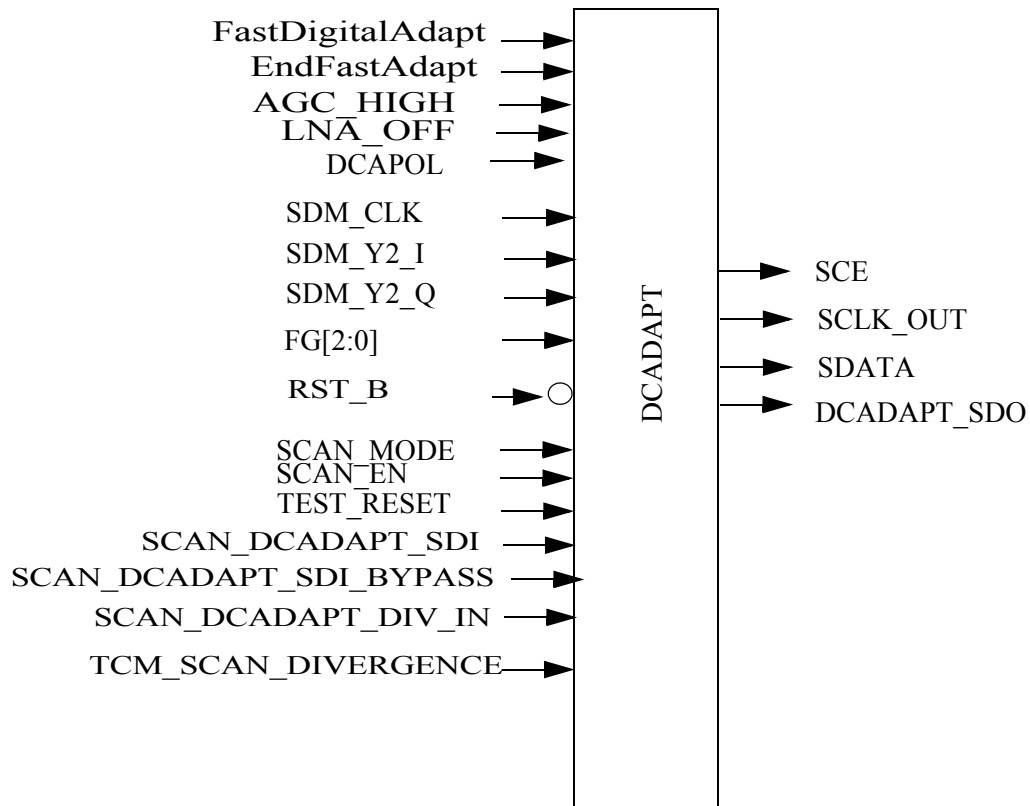 FastDigitalAdapt
EndFastAdapt
AGC_HIGH
LNA_OFF
DCAPOL
SDM_CLK
SDM_Y2_I
SDM_Y2_Q
FG[2:0]
RST_B
SCAN_MODE
SCAN_EN
TEST_RESET
SCAN_DCADAPT_SDI
SCAN_DCADAPT_SDI_BYPASS
SCAN_DCADAPT_DIV_IN
TCM_SCAN_DIVERGENCE
DCADAPT
SCE
SCLK_OUT
SDATA
DCADAPT_SDO